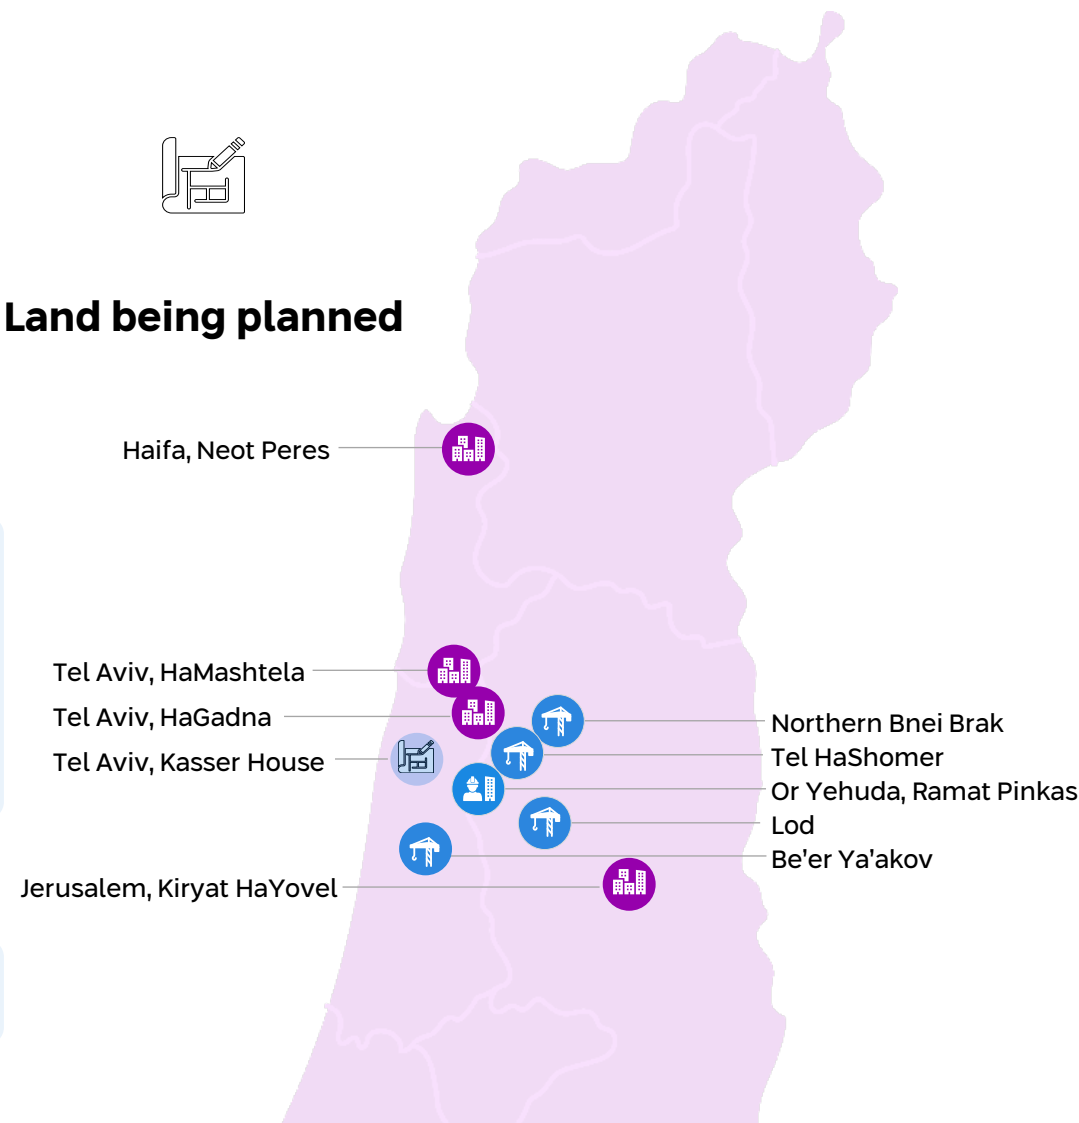 Land being planned
Haifa, Neot Peres
Tel Aviv, HaMashtela
Tel Aviv, HaGadna
Tel Aviv, Kasser House
Jerusalem, Kiryat HaYovel
Northern Bnei Brak
Tel HaShomer
Or Yehuda, Ramat Pinkas
Lod
Be’er Ya’akov